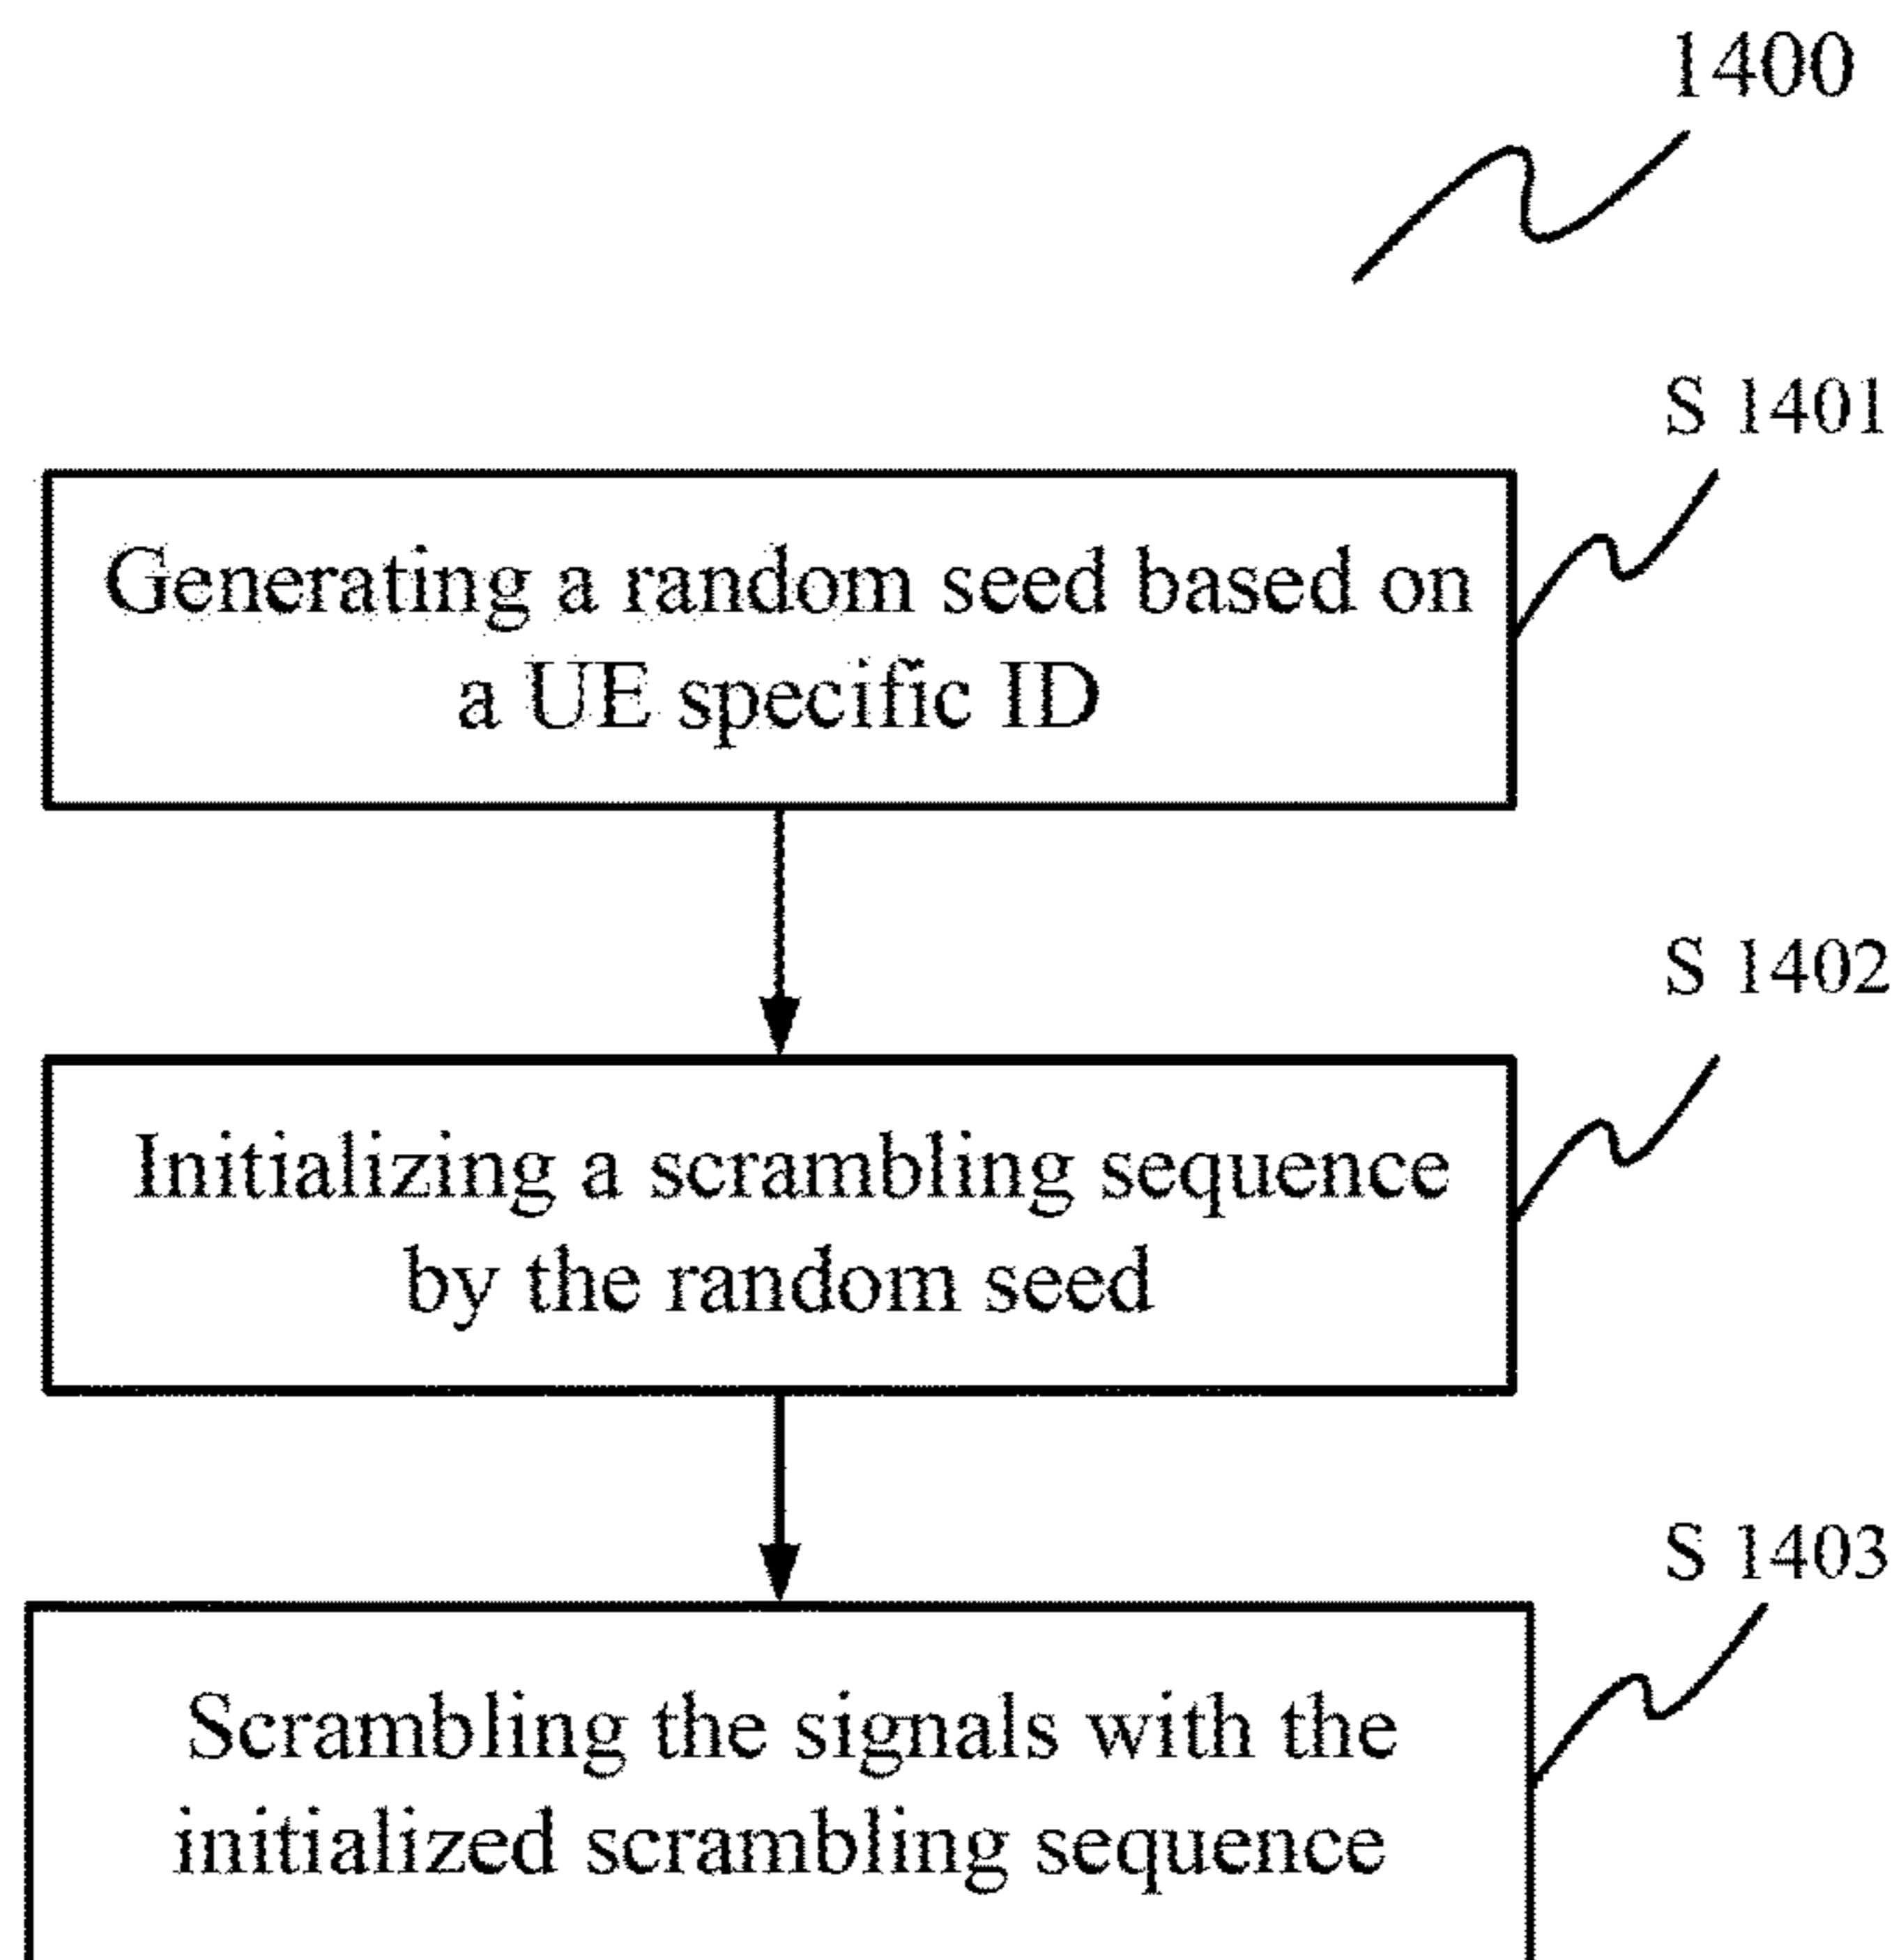 1400
S 1401
Generating a random seed based on
a UE specific ID
S 1402
Initializing a scrambling sequence
by the random seed
S 1403
Scrambling the signals with the
initialized scrambling sequence